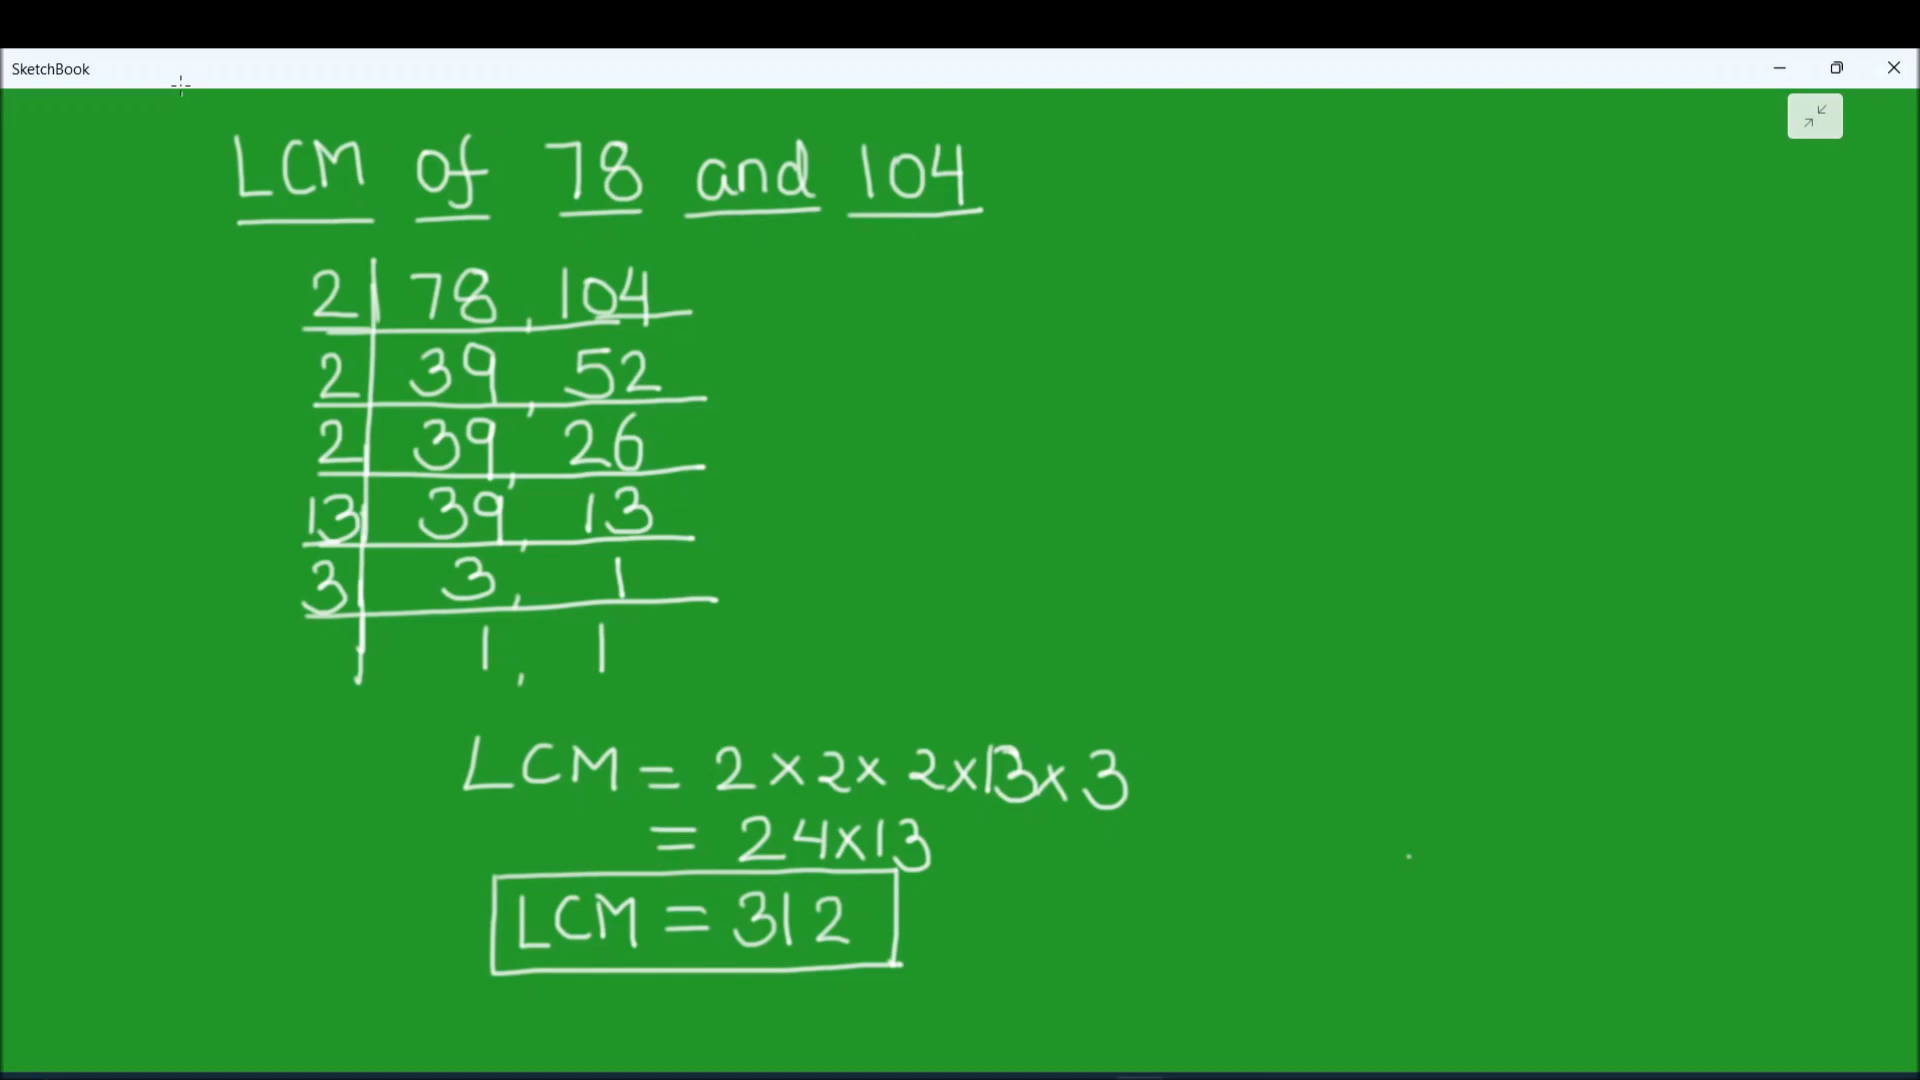 SketchBook
LCM of 78 and 104
2 | 78 , 104
2 | 39 , 52
2 | 39 , 26
13 | 39 , 13
3 | 3 , 1
| 1 , 1
LCM = 2 × 2 × 2 × 13 × 3
= 24 × 13
LCM = 312